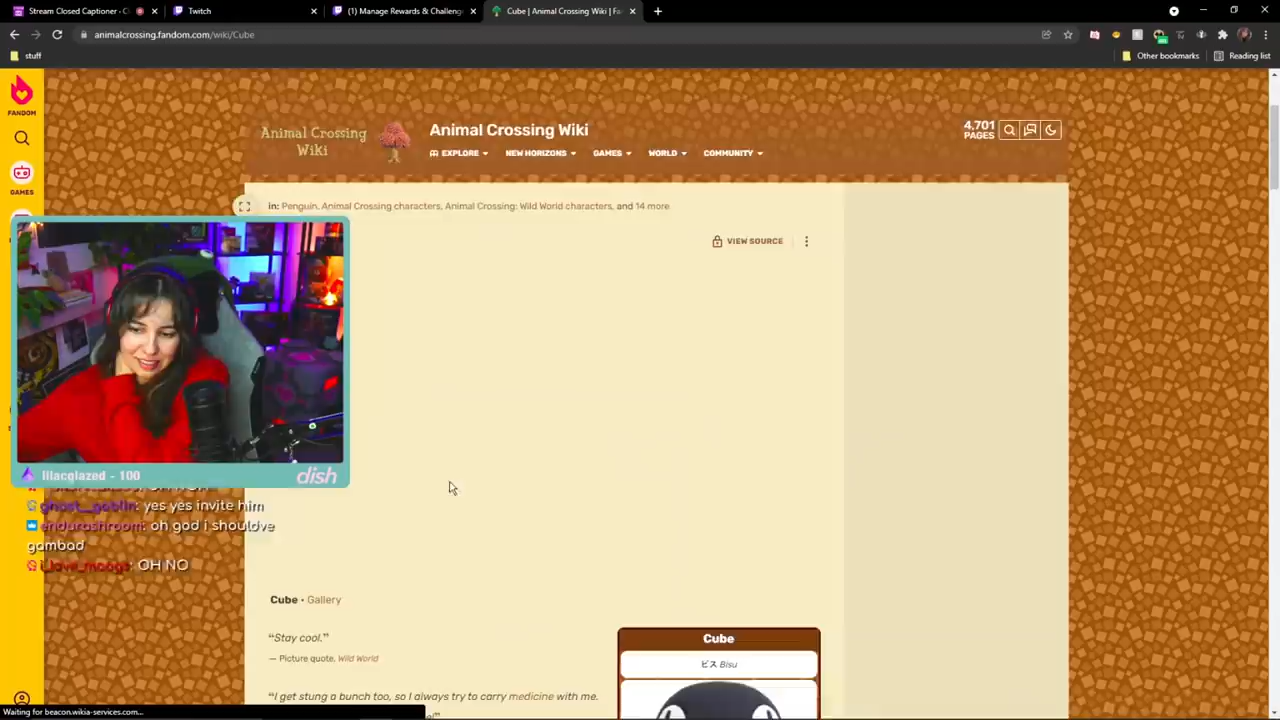 Stream Closed Captioner - C
Twitch
(1) Manage Rewards & Challeng
Cube | Animal Crossing Wiki | Fa
animalcrossing.fandom.com/wiki/Cube
stuff
Other bookmarks
Reading list
FANDOM
GAMES
Animal Crossing
Wiki
Animal Crossing Wiki
4,701
PAGES
EXPLORE
NEW HORIZONS
GAMES
WORLD
COMMUNITY
in: Penguin, Animal Crossing characters, Animal Crossing: Wild World characters, and 14 more
VIEW SOURCE
lilacglazed - 100
dish
ghost__goblin: yes yes invite him
endurashroom: oh god i shouldve
gambad
i_love_moogs: OH NO
Cube • Gallery
“Stay cool.”
— Picture quote, Wild World
“I get stung a bunch too, so I always try to carry medicine with me.
Cube
ビス Bisu
Waiting for beacon.wikia-services.com...